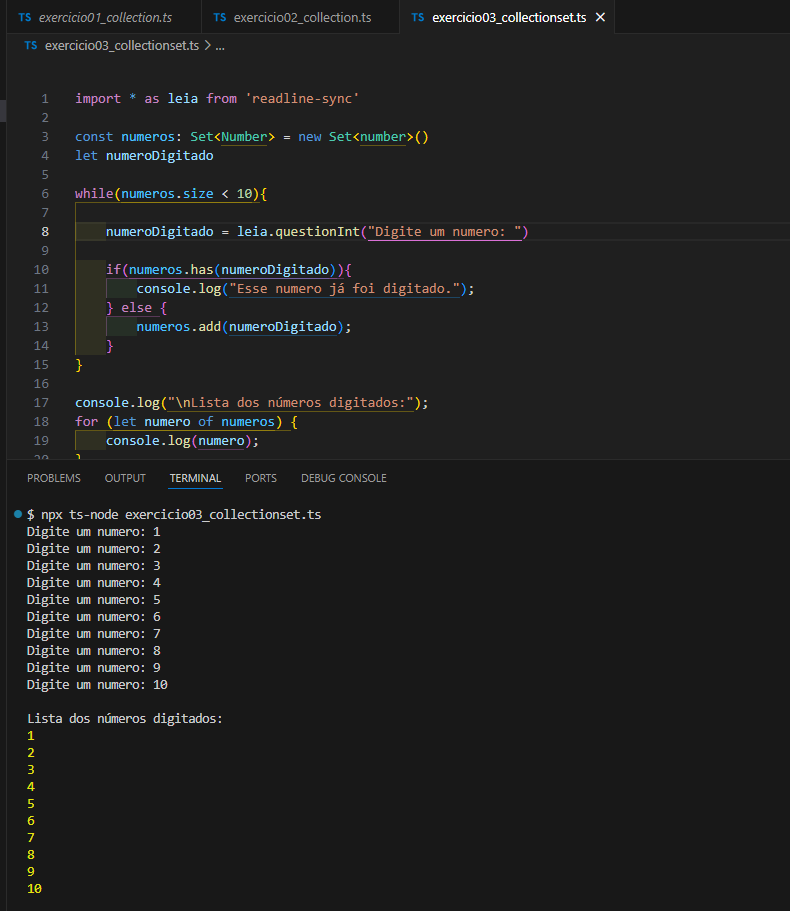 TS exercicio01_collection.ts TS exercicio02_collection.ts TS exercicio03_collectionset.ts ×
TS exercicio03_collectionset.ts > ...
1 import * as leia from 'readline-sync'
2
3 const numeros: Set<Number> = new Set<number>()
4 let numeroDigitado
5
6 while(numeros.size < 10){
7
8 numeroDigitado = leia.questionInt("Digite um numero: ")
9
10 if(numeros.has(numeroDigitado)){
11 console.log("Esse numero já foi digitado.");
12 } else {
13 numeros.add(numeroDigitado);
14 }
15 }
16
17 console.log("\nLista dos números digitados:");
18 for (let numero of numeros) {
19 console.log(numero);
20 }
PROBLEMS OUTPUT TERMINAL PORTS DEBUG CONSOLE
$ npx ts-node exercicio03_collectionset.ts
Digite um numero: 1
Digite um numero: 2
Digite um numero: 3
Digite um numero: 4
Digite um numero: 5
Digite um numero: 6
Digite um numero: 7
Digite um numero: 8
Digite um numero: 9
Digite um numero: 10
Lista dos números digitados:
1
2
3
4
5
6
7
8
9
10